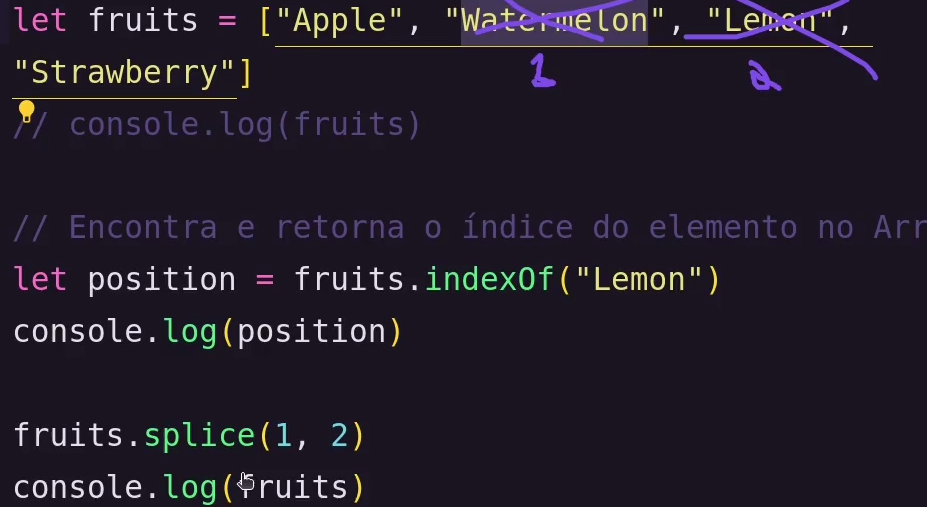 let fruits = ["Apple", "Watermelon", "Lemon",
"Strawberry"]
1 2
// console.log(fruits)
// Encontra e retorna o índice do elemento no Arr
let position = fruits.indexOf("Lemon")
console.log(position)
fruits.splice(1, 2)
console.log(fruits)